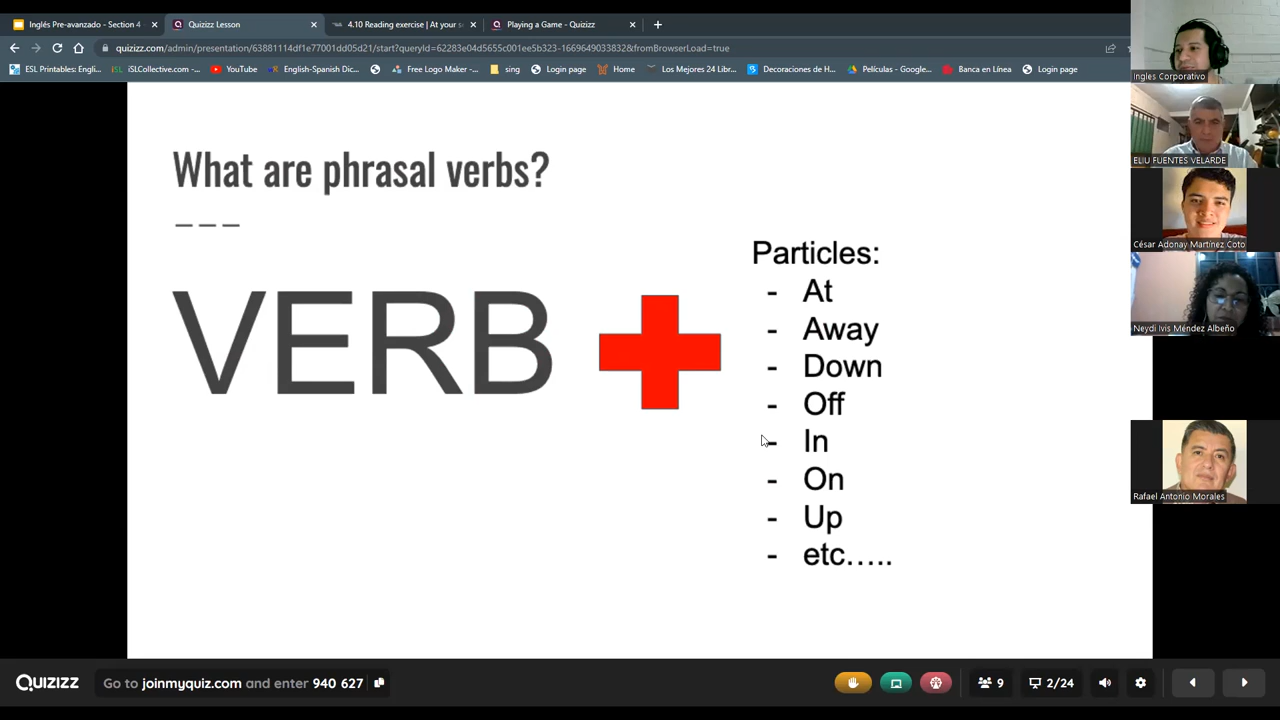 Inglés Pre-avanzado - Section 4
Quizizz Lesson
4.10 Reading exercise | At your s
Playing a Game - Quizizz
quizizz.com/admin/presentation/63881114df1e77001dd05d21/start?queryId=62283e04d5655c001ee5b323-1669649033832&fromBrowserLoad=true
ESL Printables: Engli...
iSLCollective.com -...
YouTube
English-Spanish Dic...
Free Logo Maker -...
sing
Login page
Home
Los Mejores 24 Libr...
Decoraciones de H...
Películas - Google...
Banca en Línea
Login page
What are phrasal verbs?
VERB
Particles:
- At
- Away
- Down
- Off
- In
- On
- Up
- etc…..
Ingles Corporativo
ELIU FUENTES VELARDE
César Adonay Martínez Coto
Neydi Ivis Méndez Albeño
Rafael Antonio Morales
Quizizz
Go to joinmyquiz.com and enter 940 627
9
2/24